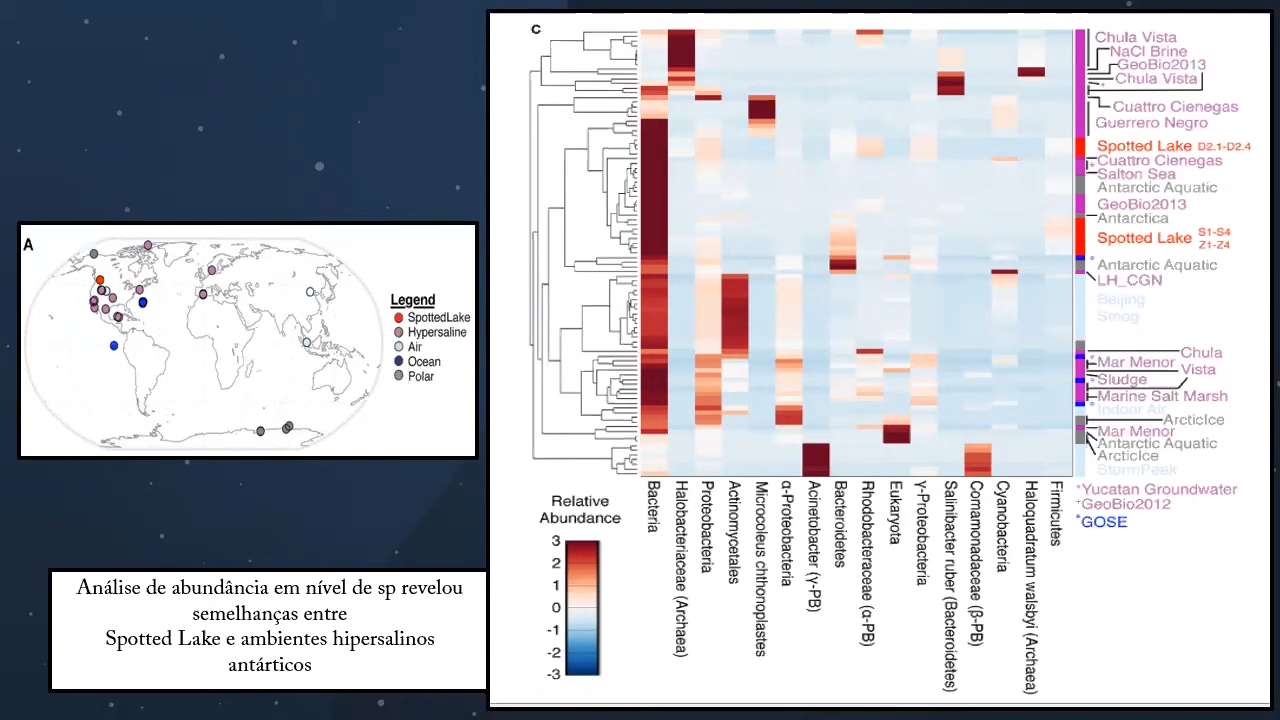 A
Legend
SpottedLake
Hypersaline
Air
Ocean
Polar
Análise de abundância em nível de sp revelou
semelhanças entre
Spotted Lake e ambientes hipersalinos
antárticos
C
Chula Vista
NaCl Brine
GeoBio2013
Chula Vista
+
Cuattro Cienegas
Guerrero Negro
Spotted Lake D2.1-D2.4
Cuattro Cienegas
Salton Sea
Antarctic Aquatic
GeoBio2013
Antarctica
Spotted Lake S1-S4
Z1-Z4
Antarctic Aquatic
LH_CGN
Beijing
Smog
Chula
Vista
Mar Menor
Sludge
Marine Salt Marsh
Indoor Air
ArcticIce
Mar Menor
Antarctic Aquatic
ArcticIce
StormPeak
*Yucatan Groundwater
+GeoBio2012
°GOSE
Relative
Abundance
3
2
1
0
-1
-2
-3
Bacteria
Halobacteriaceae (Archaea)
Proteobacteria
Actinomycetales
Microcoleus chthonoplastes
α-Proteobacteria
Acinetobacter (γ-PB)
Bacteroidetes
Rhodobacteraceae (α-PB)
Eukaryota
γ-Proteobacteria
Salinibacter ruber (Bacteroidetes)
Comamonadaceae (β-PB)
Cyanobacteria
Haloquadratum walsbyi (Archaea)
Firmicutes